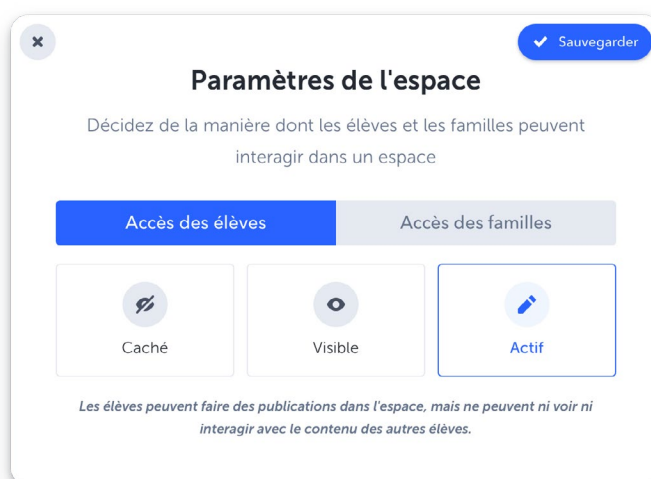 Sauvegarder
Paramètres de l'espace
Décidez de la manière dont les élèves et les familles peuvent
interagir dans un espace
Accès des élèves
Accès des familles
Caché
Visible
Actif
Les élèves peuvent faire des publications dans l'espace, mais ne peuvent ni voir ni
interagir avec le contenu des autres élèves.